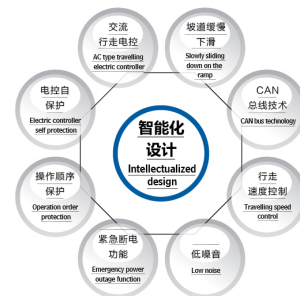 交流
行走电控
AC type travelling
electric controller
坡道缓慢
下滑
Slowly sliding
down on the
ramp
电控自
保护
Electric controller
self protection
CAN
总线技术
CAN bus technology
智能化
设计
Intellectualized
design
操作顺序
保护
Operation order
protection
行走
速度控制
Travelling speed
control
紧急断电
功能
Emergency power
outage function
低噪音
Low noise